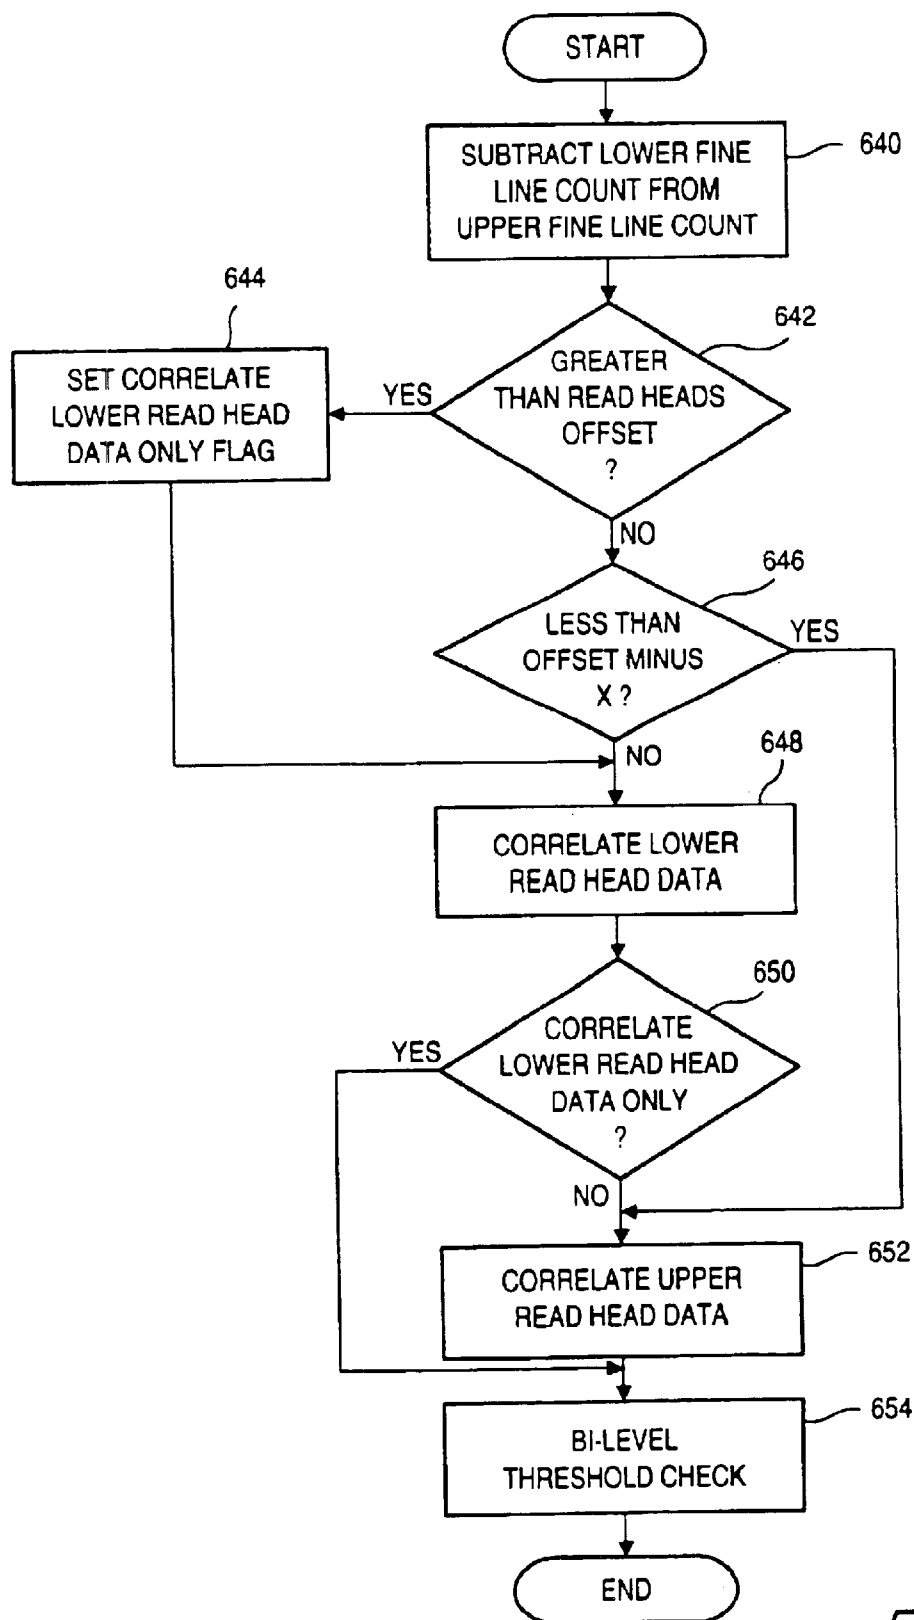 START
SUBTRACT LOWER FINE
LINE COUNT FROM
UPPER FINE LINE COUNT
640
644
642
GREATER
THAN READ HEADS
OFFSET
?
YES
SET CORRELATE
LOWER READ HEAD
DATA ONLY FLAG
NO
646
LESS THAN
OFFSET MINUS
X ?
YES
NO
648
CORRELATE LOWER
READ HEAD DATA
650
CORRELATE
LOWER READ HEAD
DATA ONLY
?
YES
NO
652
CORRELATE UPPER
READ HEAD DATA
654
BI-LEVEL
THRESHOLD CHECK
END